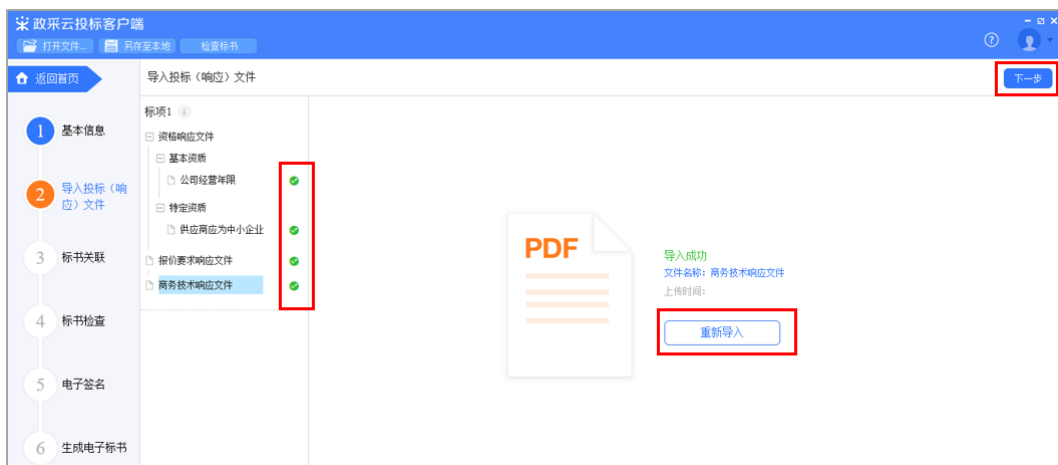 政采云投标客户端
打开文件... 另存至本地 检查标书
返回首页 导入投标（响应）文件 下一步
标项1
资格响应文件
1 基本信息
基本资质
公司经营年限
2 导入投标（响
应）文件
特定资质
供应商应为中小企业
3 标书关联
报价要求响应文件
商务技术响应文件
PDF
导入成功
文件名称：商务技术响应文件
上传时间：
重新导入
4 标书检查
5 电子签名
6 生成电子标书